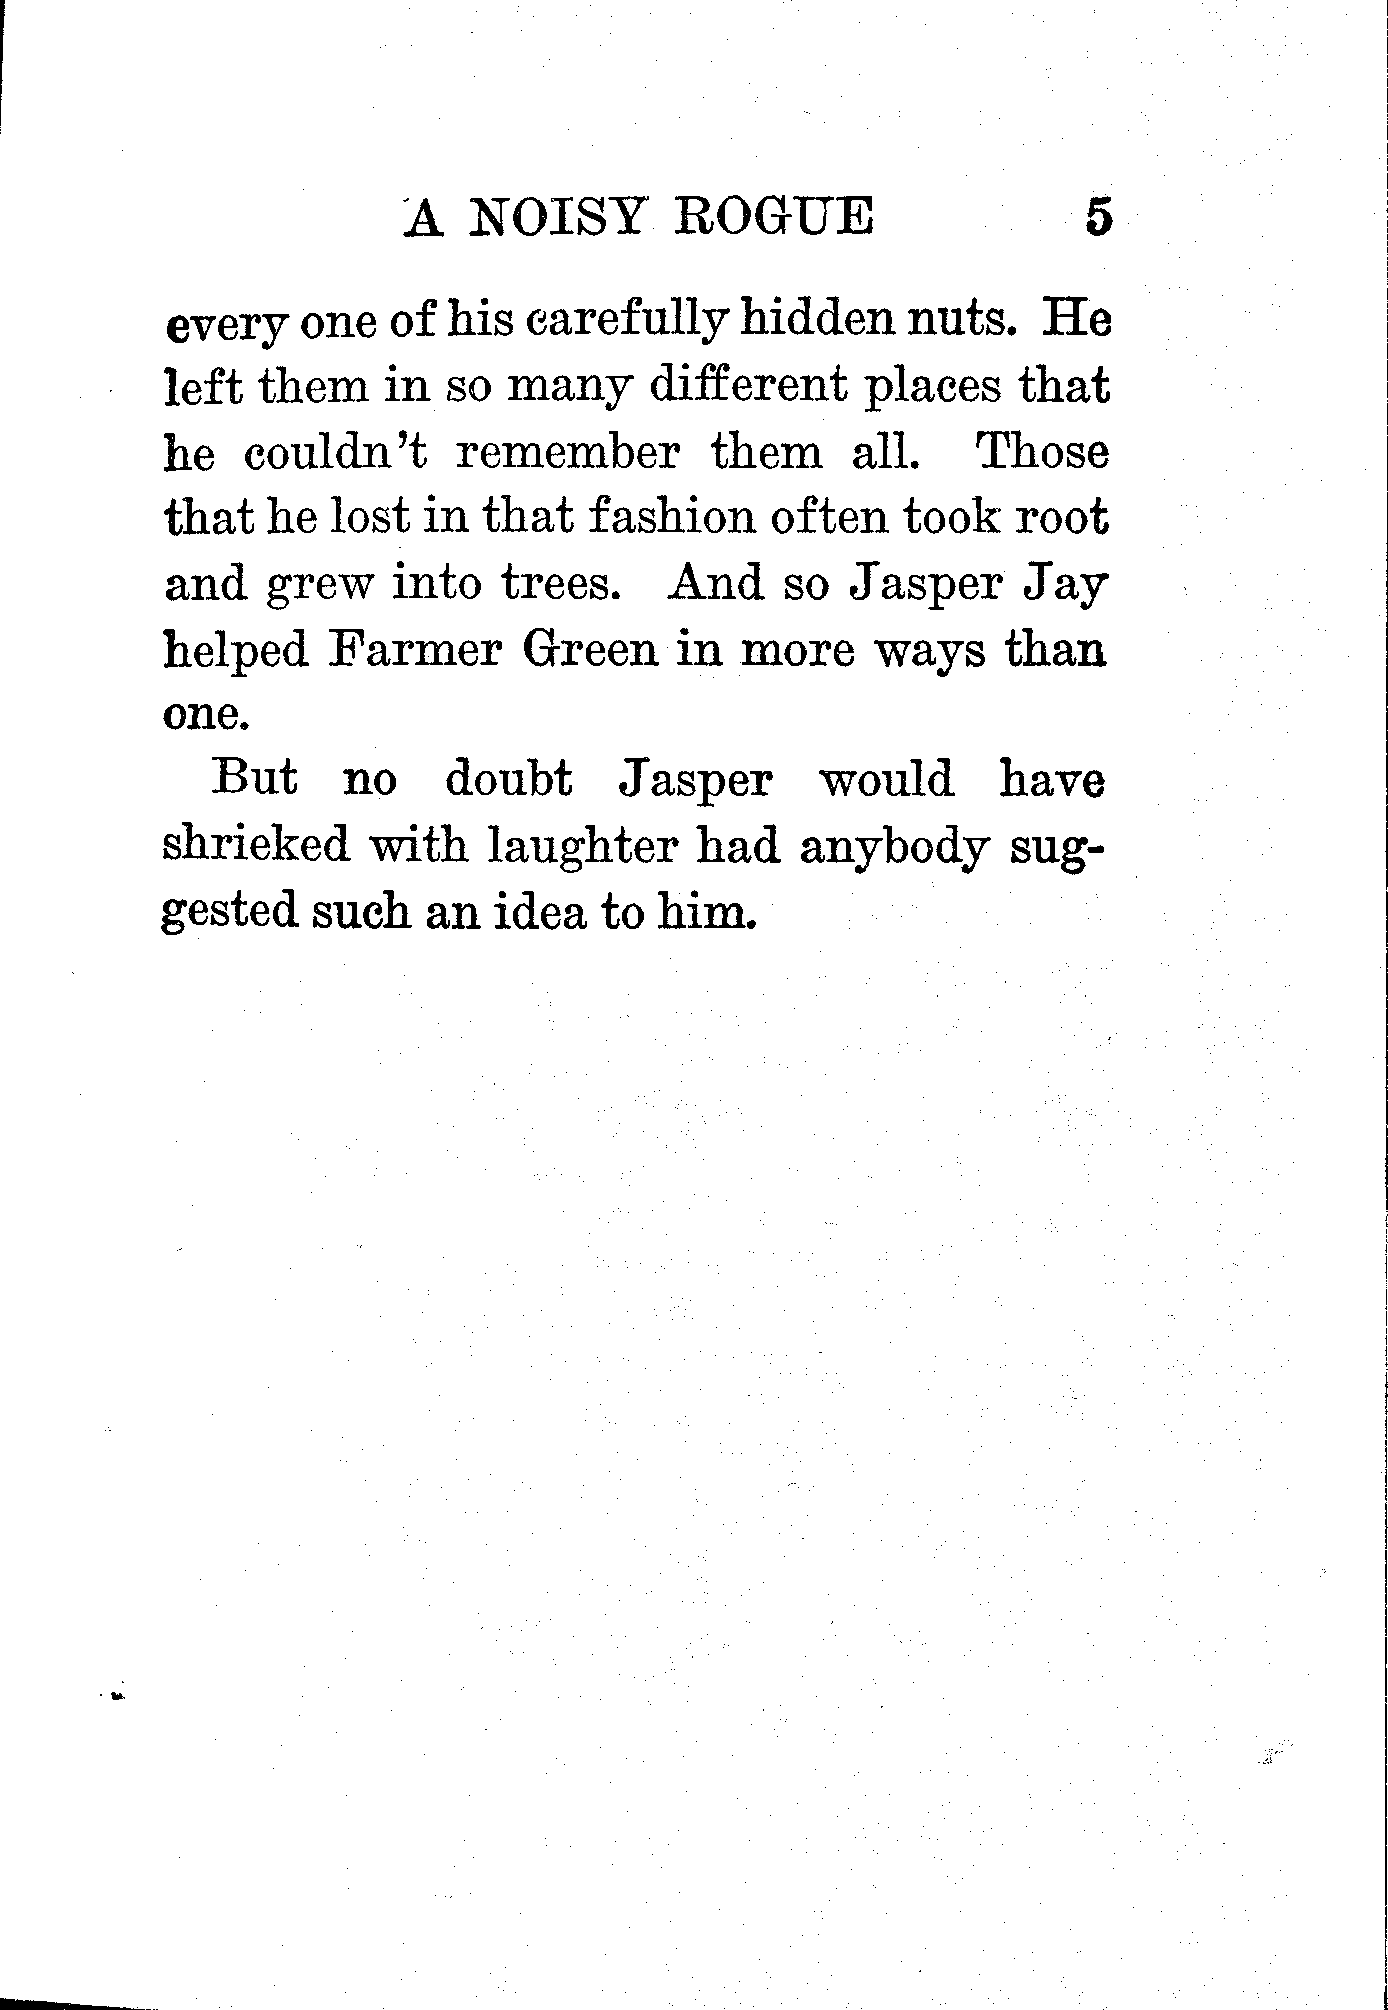 A NOISY ROGUE 5
every one of his carefully hidden nuts. He
left them in so many different places that
he couldn't remember them all. Those
that he lost in that fashion often took root
and grew into trees. And so Jasper Jay
helped Farmer Green in more ways than
one.
But no doubt Jasper would have
shrieked with laughter had anybody sug-
gested such an idea to him.